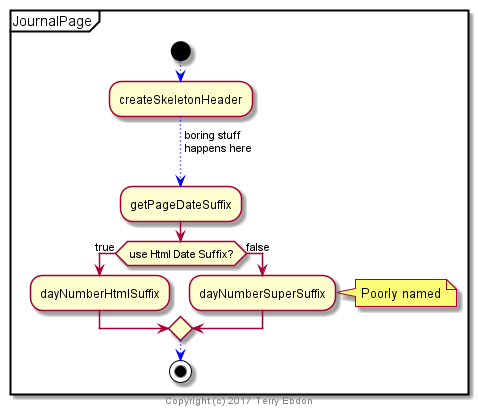 JournalPage
createSkeletonHeader
boring stuff
happens here
getPageDateSuffix
true
use Html Date Suffix?
false
dayNumberHtmlSuffix
dayNumberSuperSuffix
Poorly named
Copyright (c) 2017 Terry Ebdon